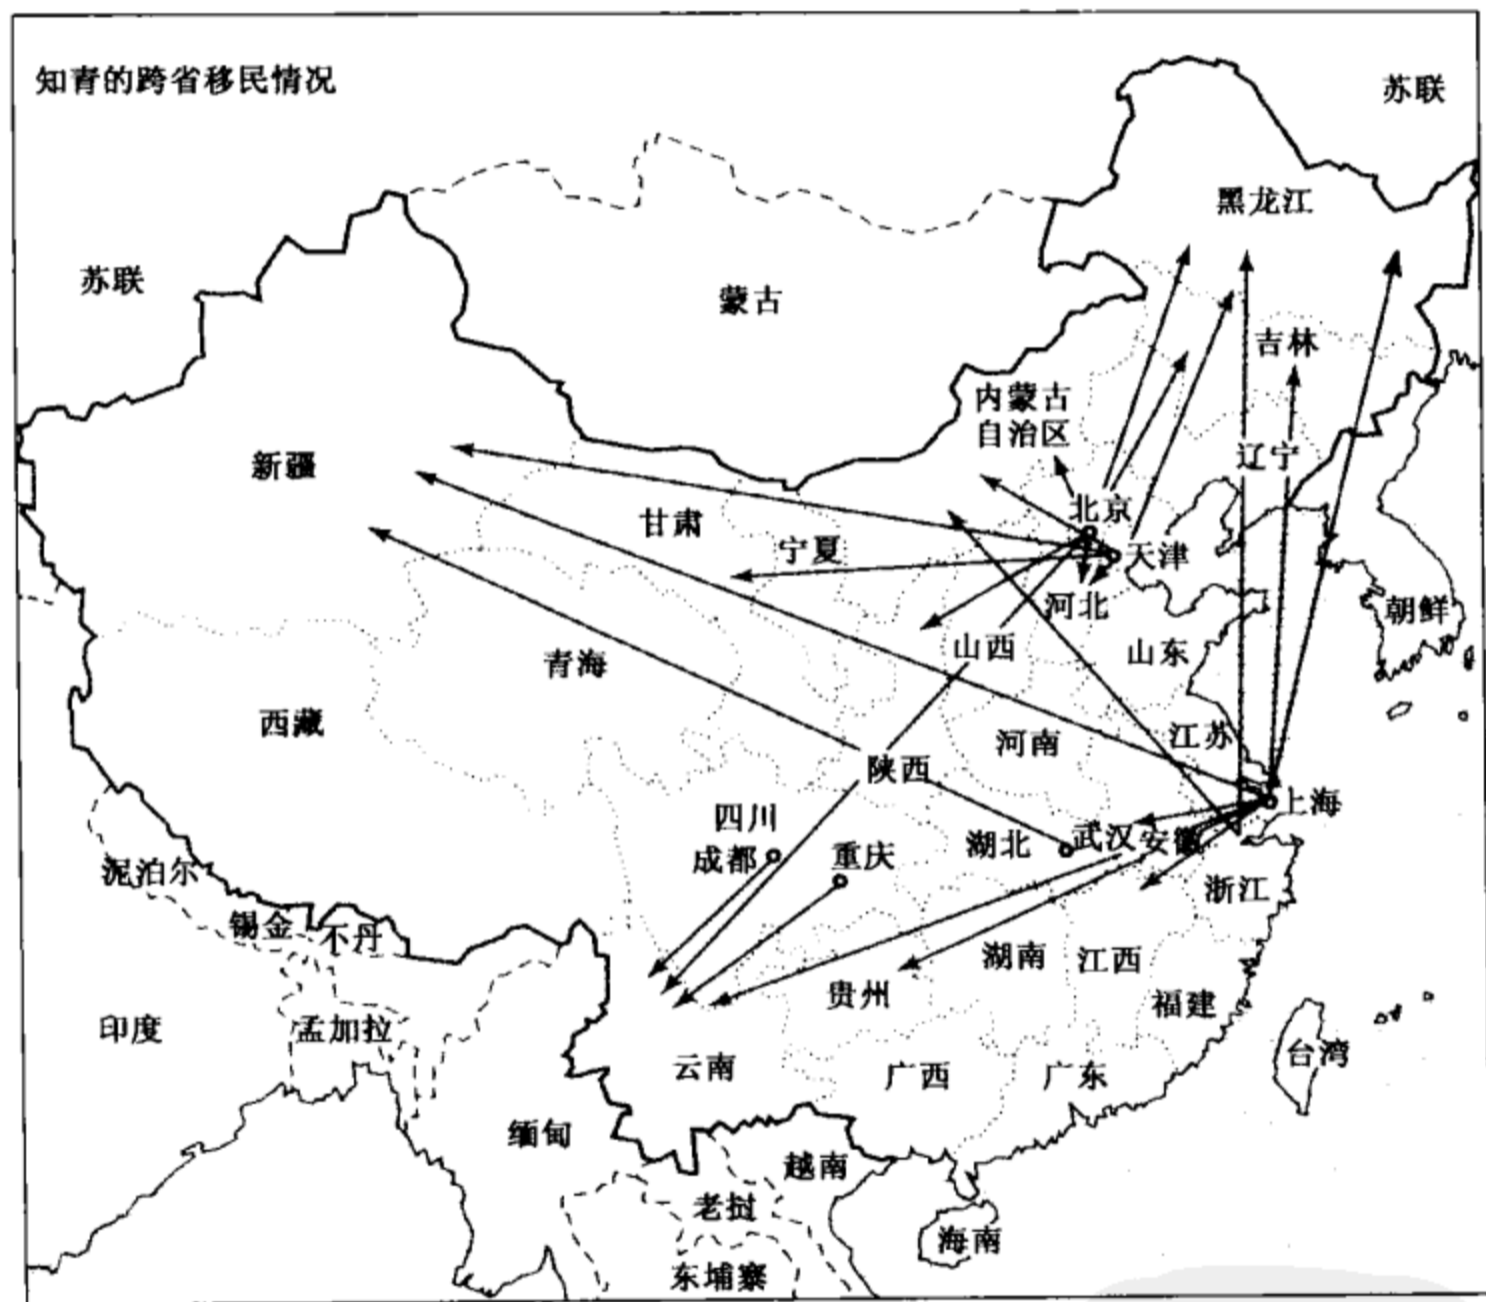 知青的跨省移民情况
苏联
黑龙江
苏联
蒙古
吉林
内蒙古
自治区
辽宁
新疆
北京
甘肃
宁夏
天津
河北
朝鲜
山西
山东
青海
西藏
河南
江苏
陕西
上海
四川
成都
重庆
湖北
武汉
安徽
泥泊尔
浙江
锡金
不丹
湖南
江西
贵州
福建
印度
孟加拉
台湾
云南
广西
广东
缅甸
越南
老挝
海南
东埔寨